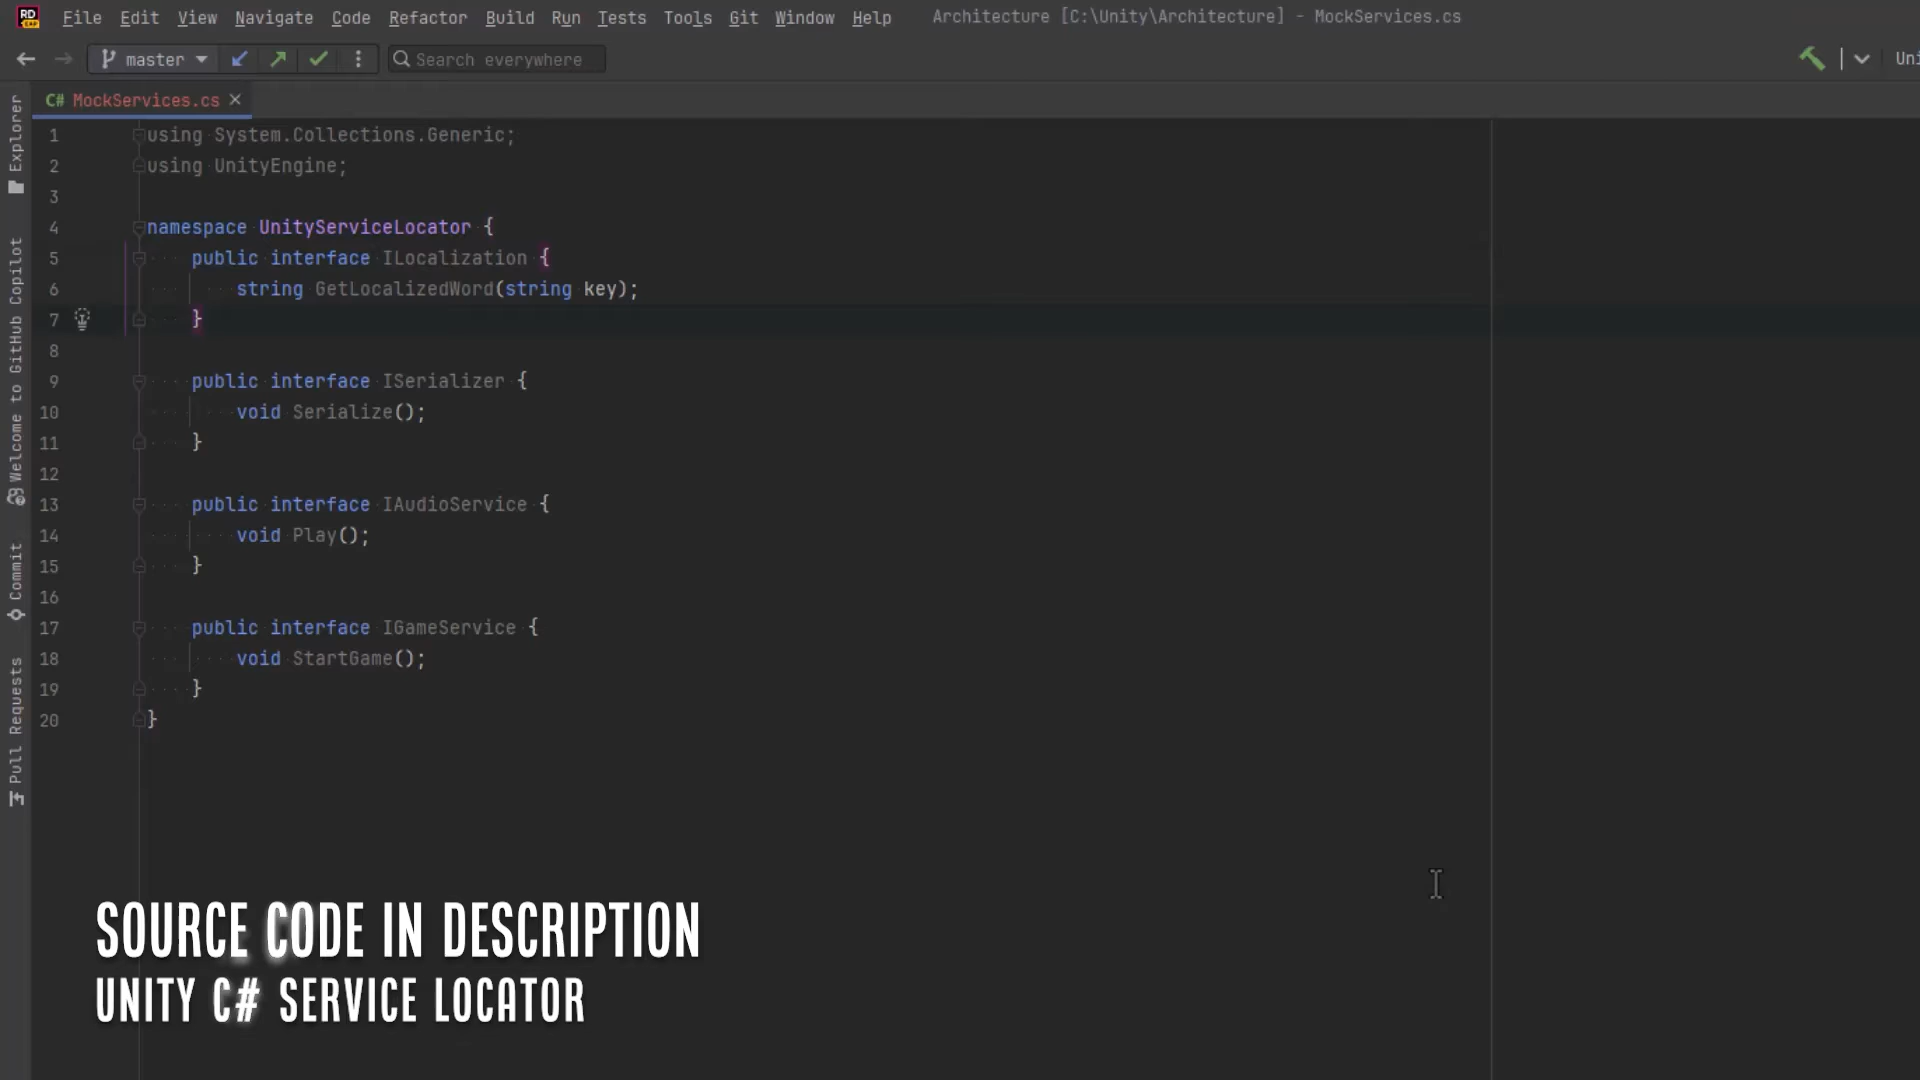 RD
EAP
File Edit View Navigate Code Refactor Build Run Tests Tools Git Window Help Architecture [C:\Unity\Architecture] - MockServices.cs
master Search everywhere Uni
C# MockServices.cs
Explorer
Welcome to GitHub Copilot
Commit
Pull Requests
1 using System.Collections.Generic;
2 using UnityEngine;
3
4 namespace UnityServiceLocator {
5 public interface ILocalization {
6 string GetLocalizedWord(string key);
7 }
8
9 public interface ISerializer {
10 void Serialize();
11 }
12
13 public interface IAudioService {
14 void Play();
15 }
16
17 public interface IGameService {
18 void StartGame();
19 }
20 }
SOURCE CODE IN DESCRIPTION
UNITY C# SERVICE LOCATOR